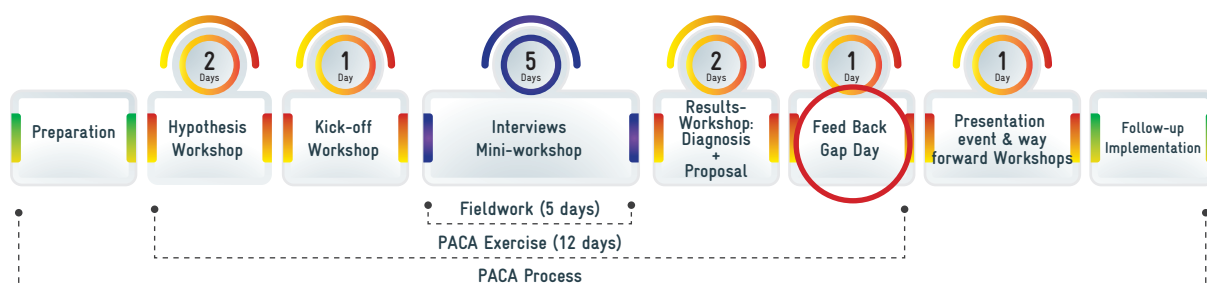 2
Days
1
Day
5
Days
2
Days
1
Day
1
Day
Preparation
Hypothesis
Workshop
Kick-off
Workshop
Interviews
Mini-workshop
Results-
Workshop:
Diagnosis
+
Proposal
Feed Back
Gap Day
Presentation
event & way
forward Workshops
Follow-up
Implementation
Fieldwork (5 days)
PACA Exercise (12 days)
PACA Process